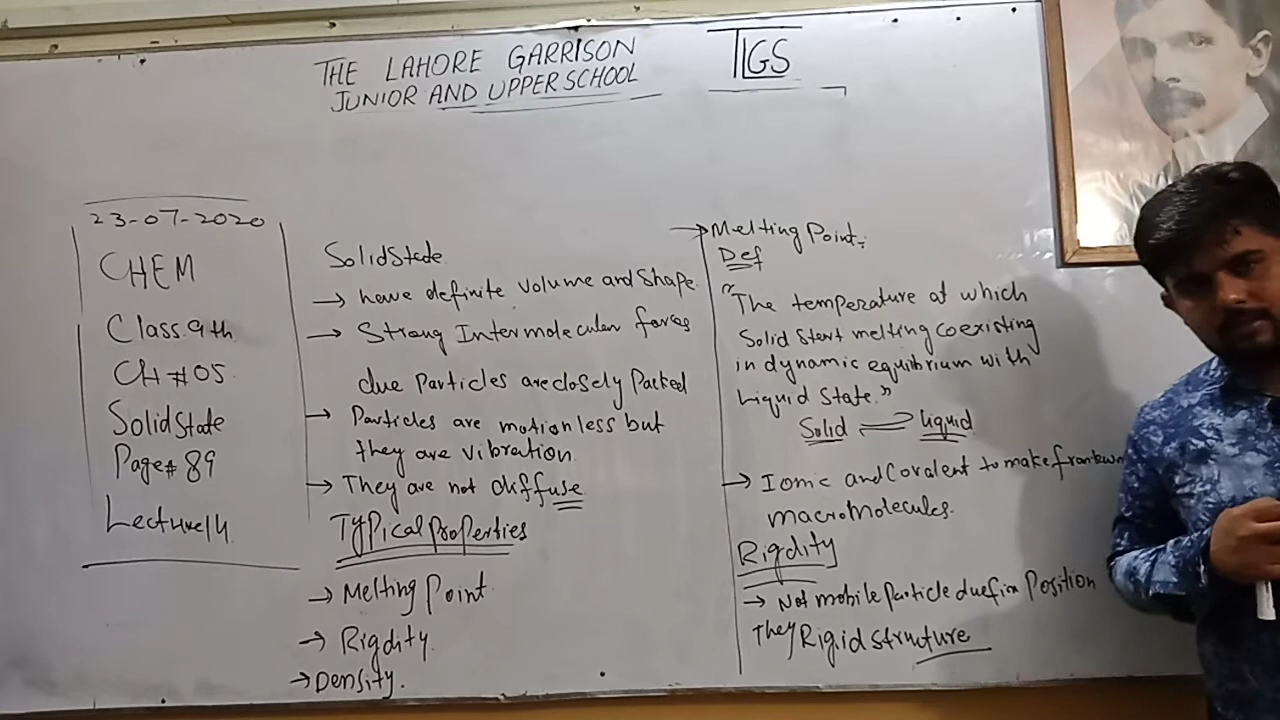 THE LAHORE GARRISON
JUNIOR AND UPPER SCHOOL
TLGS
23-07-2020
CHEM
Class.9th
CH#05
Solid State
Page# 89
Lecture 14
Solid State
→ have definite volume and shape.
→ Strong Intermolecular forces
due Particles are closely Packed
→ Particles are motionless but
they are vibration.
→ They are not diffuse
Typical properties
→ Melting Point
→ Rigdity.
→ Density.
→ Melting Point:
Def
"The temperature at which
Solid Start melting coexisting
in dynamic equilibrium with
Liquid State."
Solid ⇌ Liquid
→ Ionic and Covalent to make
macromolecules.
Rigdity
→ Not mobile Particle due fix Position
They Rigid structure